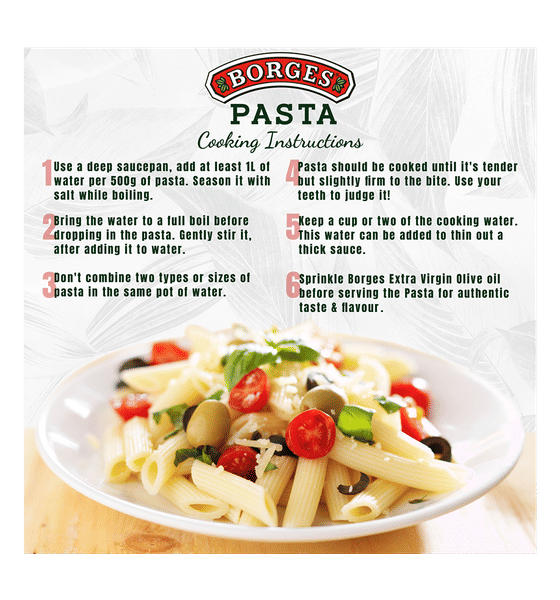 BORGES
PASTA
Cooking Instructions
1 Use a deep saucepan, add at least 1L of
water per 500g of pasta. Season it with
salt while boiling.
2 Bring the water to a full boil before
dropping in the pasta. Gently stir it,
after adding it to water.
3 Don't combine two types or sizes of
pasta in the same pot of water.
4 Pasta should be cooked until it's tender
but slightly firm to the bite. Use your
teeth to judge it!
5 Keep a cup or two of the cooking water.
This water can be added to thin out a
thick sauce.
6 Sprinkle Borges Extra Virgin Olive oil
before serving the Pasta for authentic
taste & flavour.